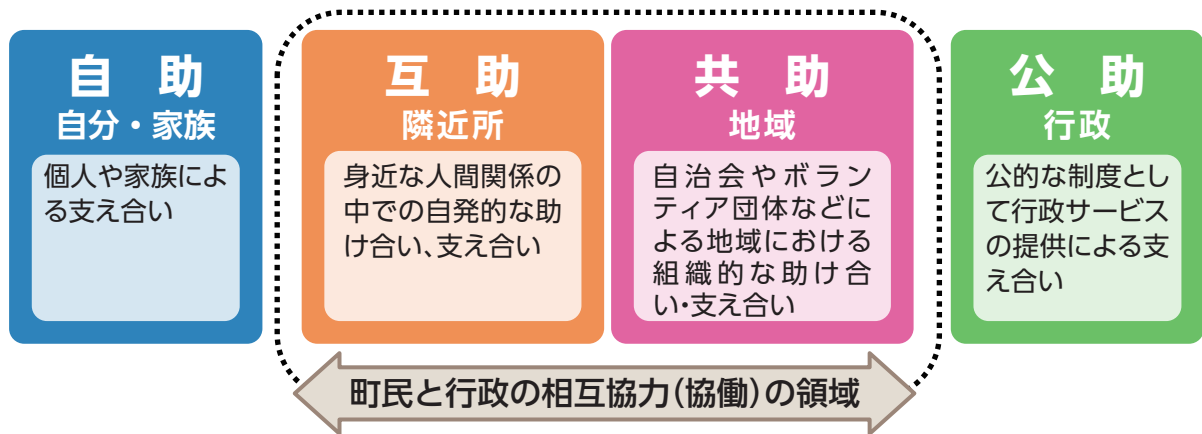 自　助
自分・家族
個人や家族によ
る支え合い
互　助
隣近所
身近な人間関係の
中での自発的な助
け合い、支え合い
共　助
地域
自治会やボラン
ティア団体などに
よる地域における
組織的な助け合
い・支え合い
公　助
行政
公的な制度とし
て行政サービス
の提供による支
え合い
町民と行政の相互協力(協働)の領域